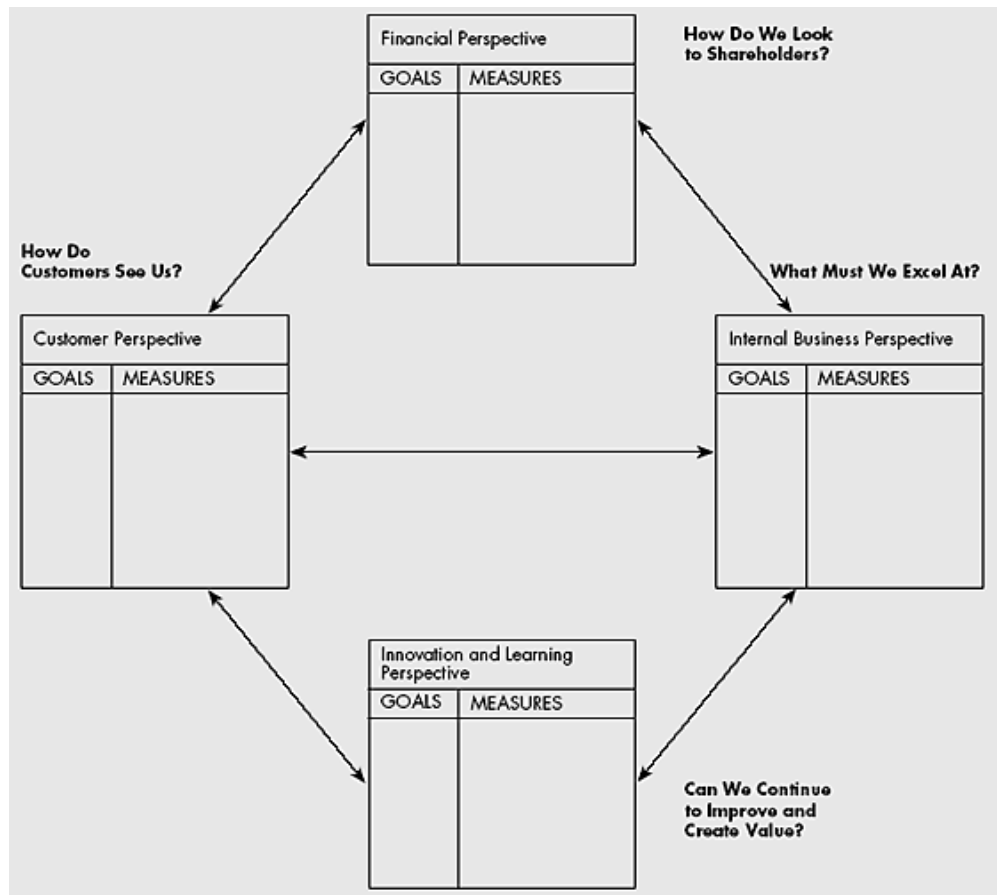 Financial Perspective
GOALS MEASURES
How Do We Look
to Shareholders?
How Do
Customers See Us?
What Must We Excel At?
Customer Perspective
GOALS MEASURES
Internal Business Perspective
GOALS MEASURES
Innovation and Learning
Perspective
GOALS MEASURES
Can We Continue
to Improve and
Create Value?